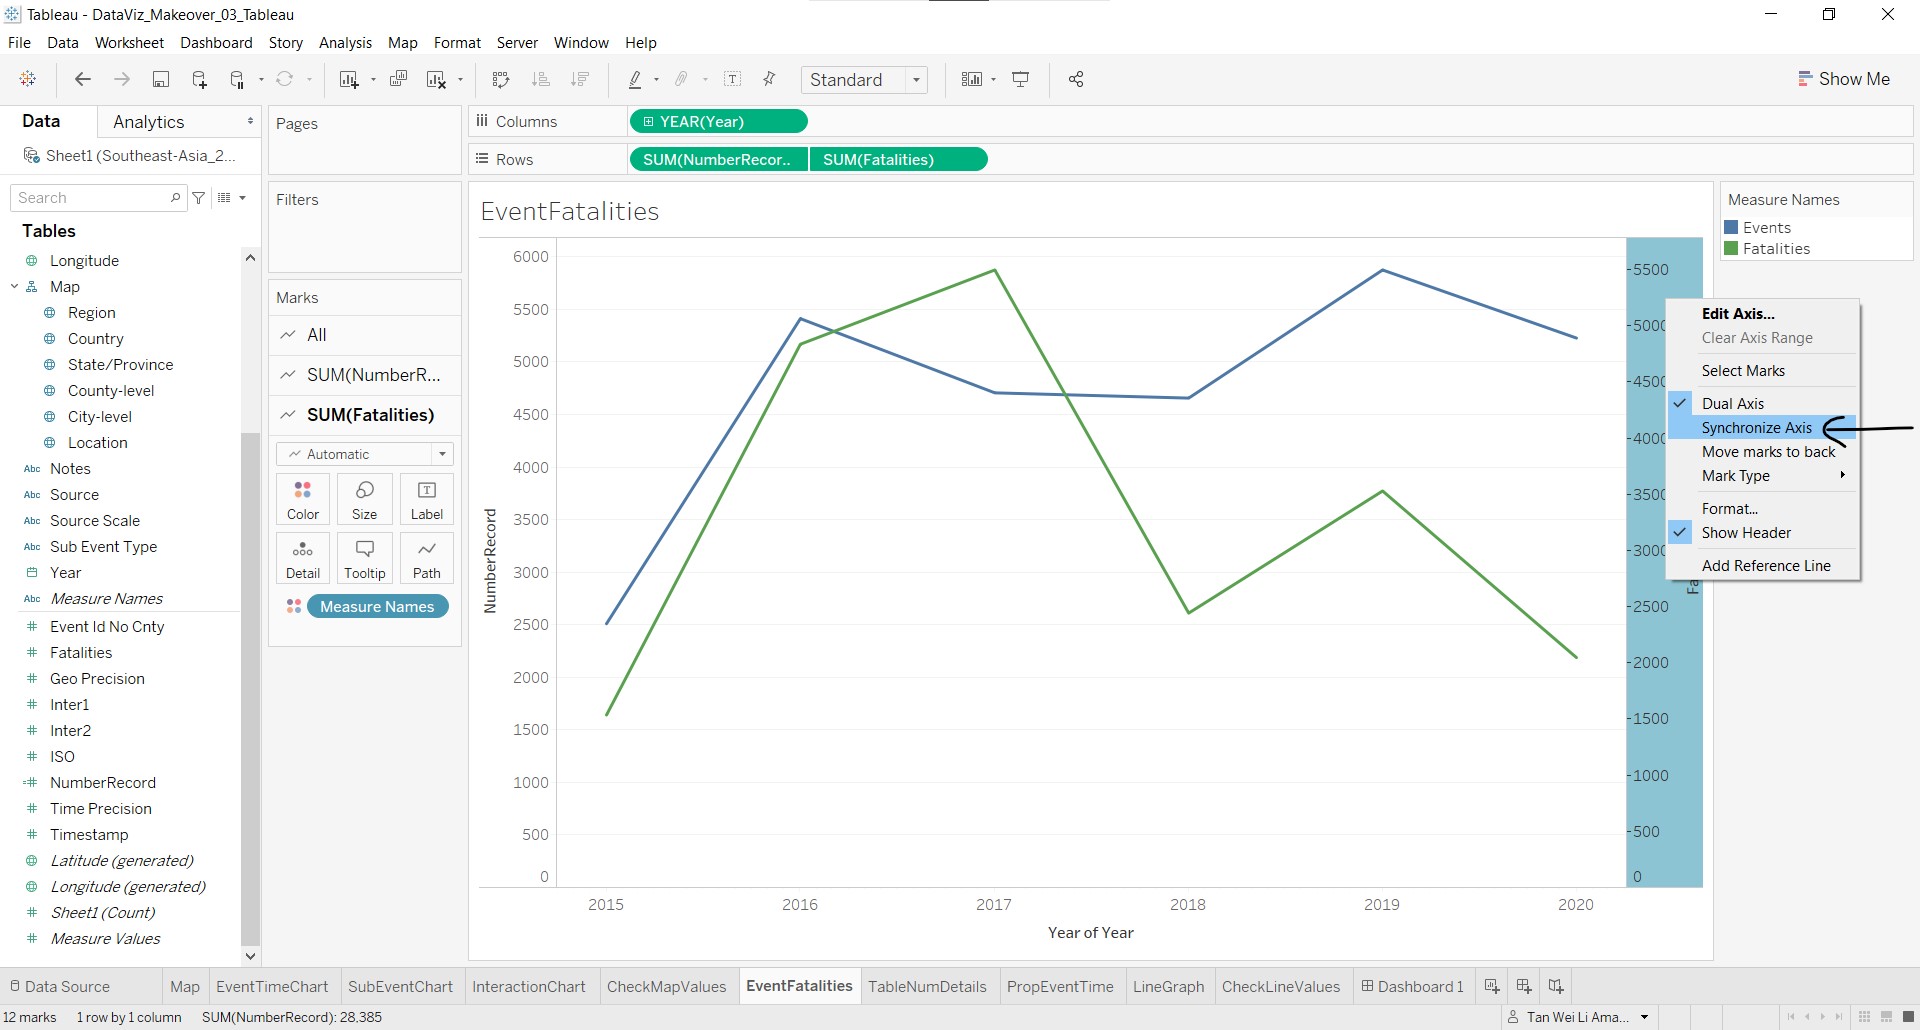 Tableau - DataViz_Makeover_03_Tableau
File Data Worksheet Dashboard Story Analysis Map Format Server Window Help
Standard
Show Me
Data Analytics
Sheet1 (Southeast-Asia_2...
Search
Tables
Longitude
Map
Region
Country
State/Province
County-level
City-level
Location
Notes
Source
Source Scale
Sub Event Type
Year
Measure Names
Event Id No Cnty
Fatalities
Geo Precision
Inter1
Inter2
ISO
NumberRecord
Time Precision
Timestamp
Latitude (generated)
Longitude (generated)
Sheet1 (Count)
Measure Values
Pages
Filters
Marks
All
SUM(NumberR...
SUM(Fatalities)
Automatic
Color Size Label
Detail Tooltip Path
Measure Names
Columns YEAR(Year)
Rows SUM(NumberRecor.. SUM(Fatalities)
EventFatalities
NumberRecord
6000
5500
5000
4500
4000
3500
3000
2500
2000
1500
1000
500
0
2015 2016 2017 2018 2019 2020
Year of Year
5500
5000
4500
4000
3500
3000
2500
2000
1500
1000
500
0
Fa
Measure Names
Events
Fatalities
Edit Axis...
Clear Axis Range
Select Marks
Dual Axis
Synchronize Axis
Move marks to back
Mark Type
Format...
Show Header
Add Reference Line
Data Source Map EventTimeChart SubEventChart InteractionChart CheckMapValues EventFatalities TableNumDetails PropEventTime LineGraph CheckLineValues Dashboard 1
12 marks 1 row by 1 column SUM(NumberRecord): 28,385
Tan Wei Li Ama...